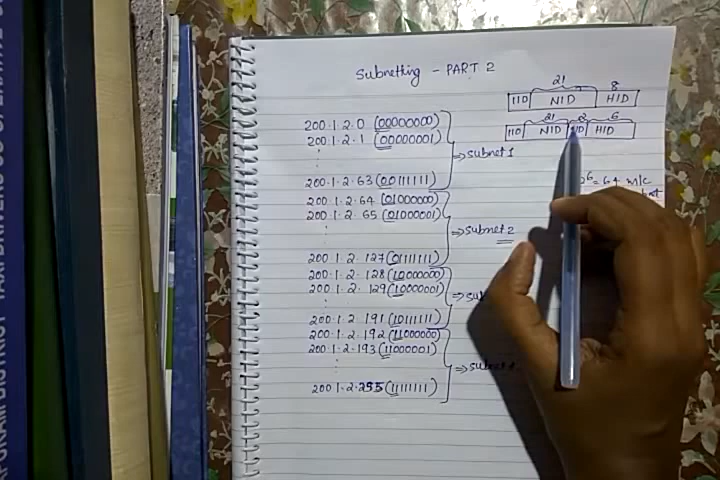 Subnetting - PART 2
21 8
110 NID HID
21 2 6
110 NID HID
200.1.2.0 (00000000)
200.1.2.1 (00000001)
⇒ subnet 1
200.1.2.63 (00111111)
200.1.2.64 (01000000)
200.1.2.65 (01000001)
⇒ subnet 2
200.1.2.127 (01111111)
200.1.2.128 (10000000)
200.1.2.129 (10000001)
200.1.2.191 (10111111)
200.1.2.192 (11000000)
200.1.2.193 (11000001)
200.1.2.255 (11111111)
= 64 m/c